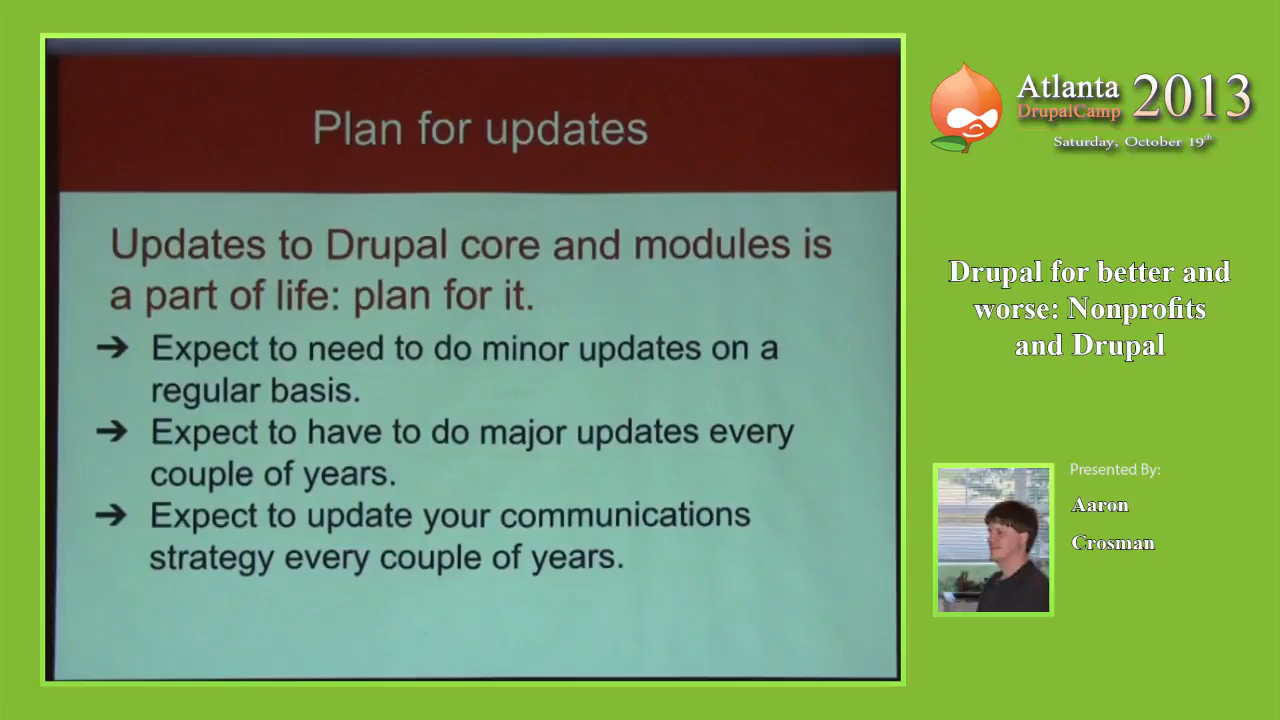 Plan for updates
Updates to Drupal core and modules is
a part of life: plan for it.
➔ Expect to need to do minor updates on a
regular basis.
➔ Expect to have to do major updates every
couple of years.
➔ Expect to update your communications
strategy every couple of years.
Atlanta
DrupalCamp
2013
Saturday, October 19th
Drupal for better and
worse: Nonprofits
and Drupal
Presented By:
Aaron
Crosman